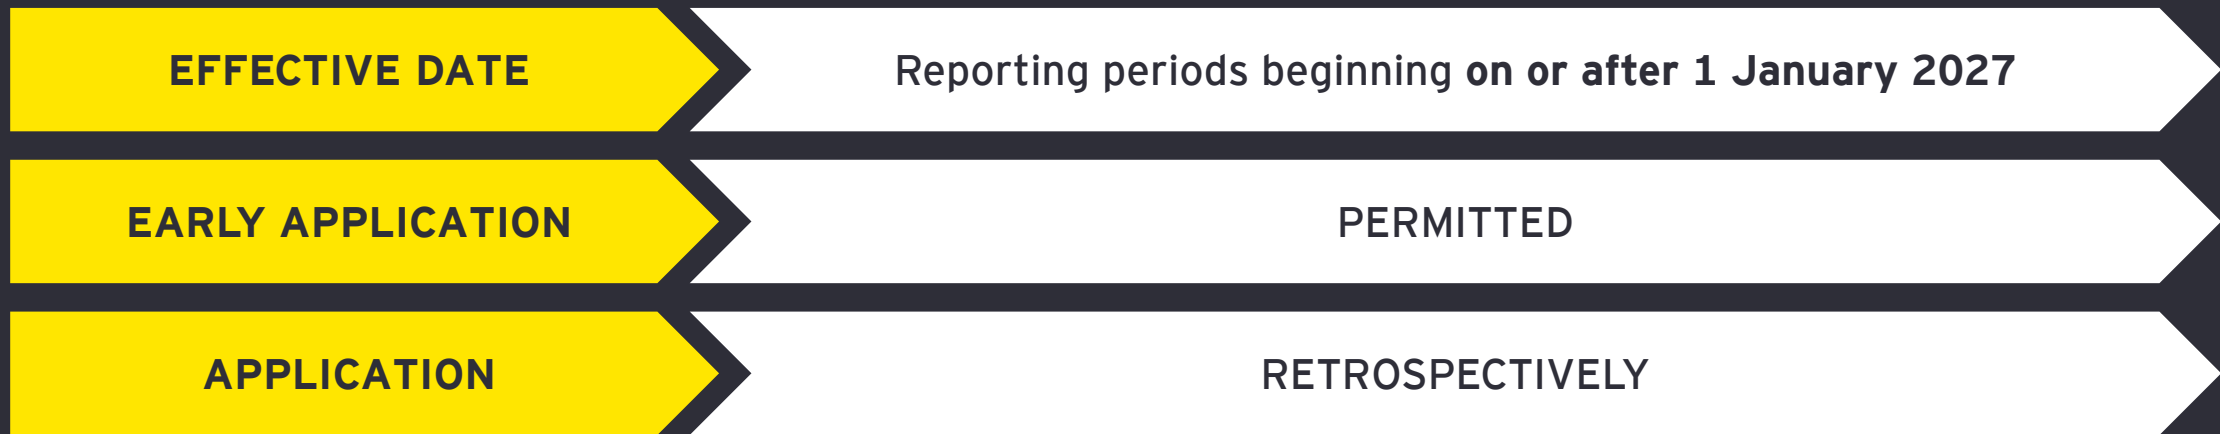 EFFECTIVE DATE
Reporting periods beginning on or after 1 January 2027
EARLY APPLICATION
PERMITTED
APPLICATION
RETROSPECTIVELY